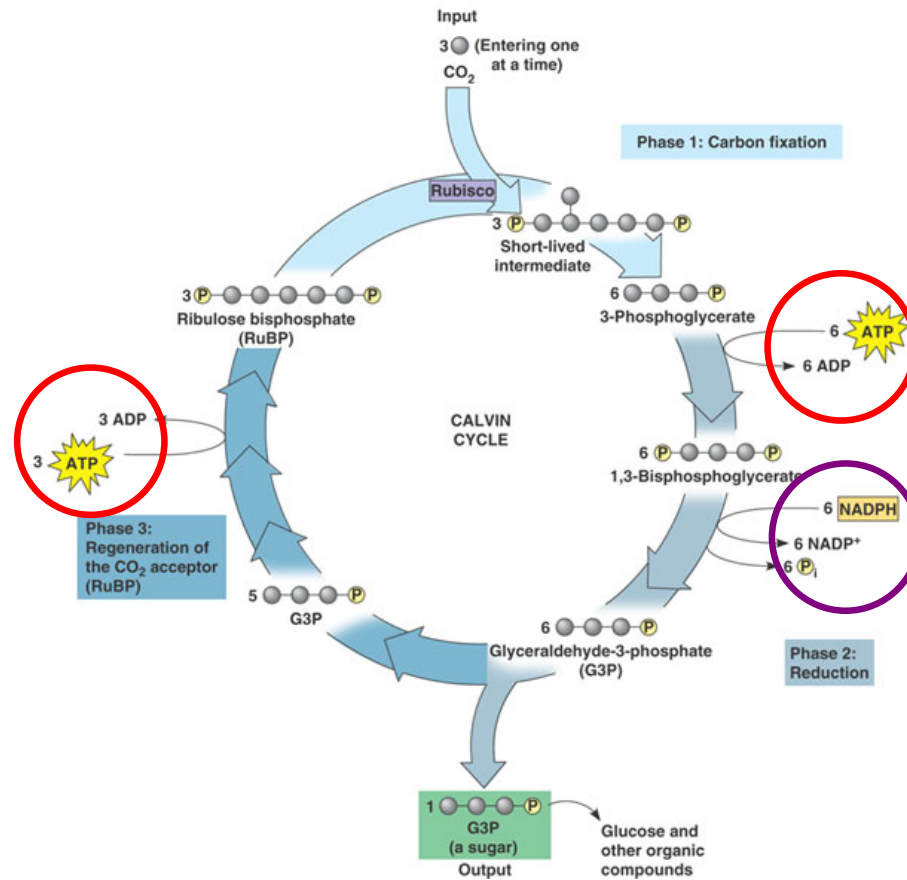 Input
3 (Entering one
at a time)
CO2
Phase 1: Carbon fixation
Rubisco
3 P P
Short-lived
intermediate
3 P P
Ribulose bisphosphate
(RuBP)
6 P
3-Phosphoglycerate
6 ATP
6 ADP
3 ADP
3 ATP
CALVIN
CYCLE
6 P P
1,3-Bisphosphoglycerate
6 NADPH
6 NADP+
6 Pi
Phase 3:
Regeneration of
the CO2 acceptor
(RuBP)
5 P
G3P
6 P
Glyceraldehyde-3-phosphate
(G3P)
Phase 2:
Reduction
1 P
G3P
(a sugar)
Output
Glucose and
other organic
compounds